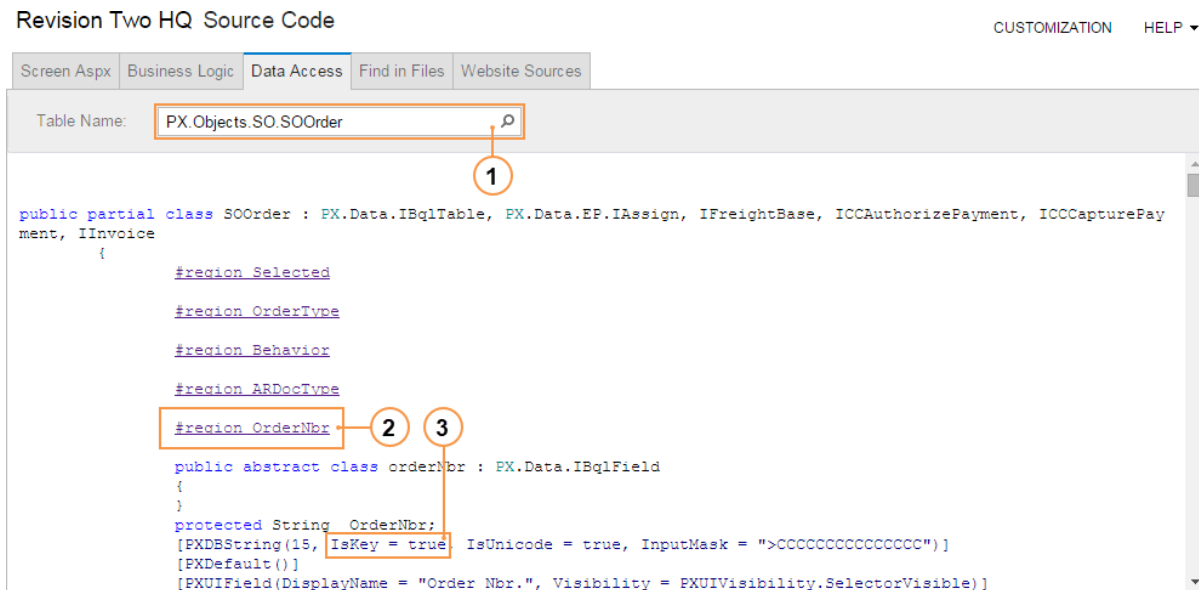 Revision Two HQ Source Code
CUSTOMIZATION HELP
Screen Aspx Business Logic Data Access Find in Files Website Sources
Table Name: PX.Objects.SO.SOOrder
1
public partial class SOOrder : PX.Data.IBqlTable, PX.Data.EP.IAssign, IFreightBase, ICCAuthorizePayment, ICCCapturePay
ment, IInvoice
{
#region Selected
#region OrderType
#region Behavior
#region ARDocType
#region OrderNbr 2 3
public abstract class orderNbr : PX.Data.IBqlField
{
}
protected String _OrderNbr;
[PXDBString(15, IsKey = true, IsUnicode = true, InputMask = ">CCCCCCCCCCCCCCC")]
[PXDefault()]
[PXUIField(DisplayName = "Order Nbr.", Visibility = PXUIVisibility.SelectorVisible)]